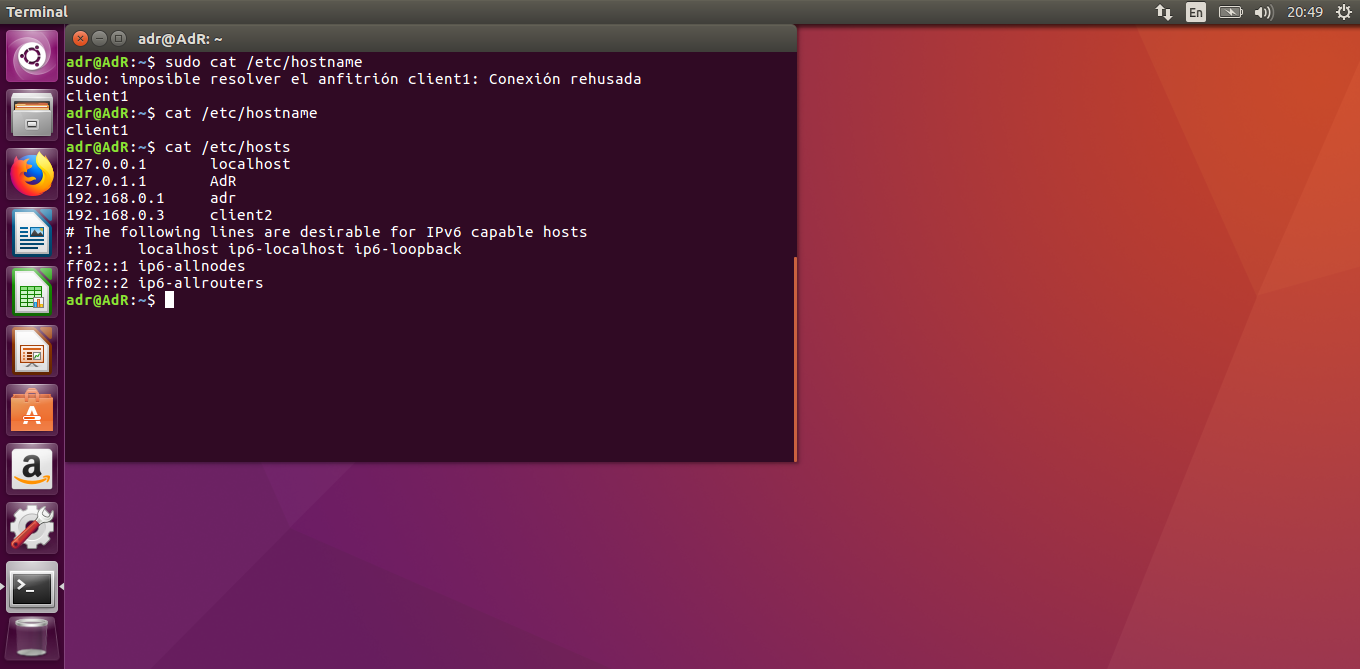 Terminal
En
20:49
adr@AdR: ~
adr@AdR:~$ sudo cat /etc/hostname
sudo: imposible resolver el anfitrión client1: Conexión rehusada
client1
adr@AdR:~$ cat /etc/hostname
client1
adr@AdR:~$ cat /etc/hosts
127.0.0.1       localhost
127.0.1.1       AdR
192.168.0.1     adr
192.168.0.3     client2
# The following lines are desirable for IPv6 capable hosts
::1     localhost ip6-localhost ip6-loopback
ff02::1 ip6-allnodes
ff02::2 ip6-allrouters
adr@AdR:~$